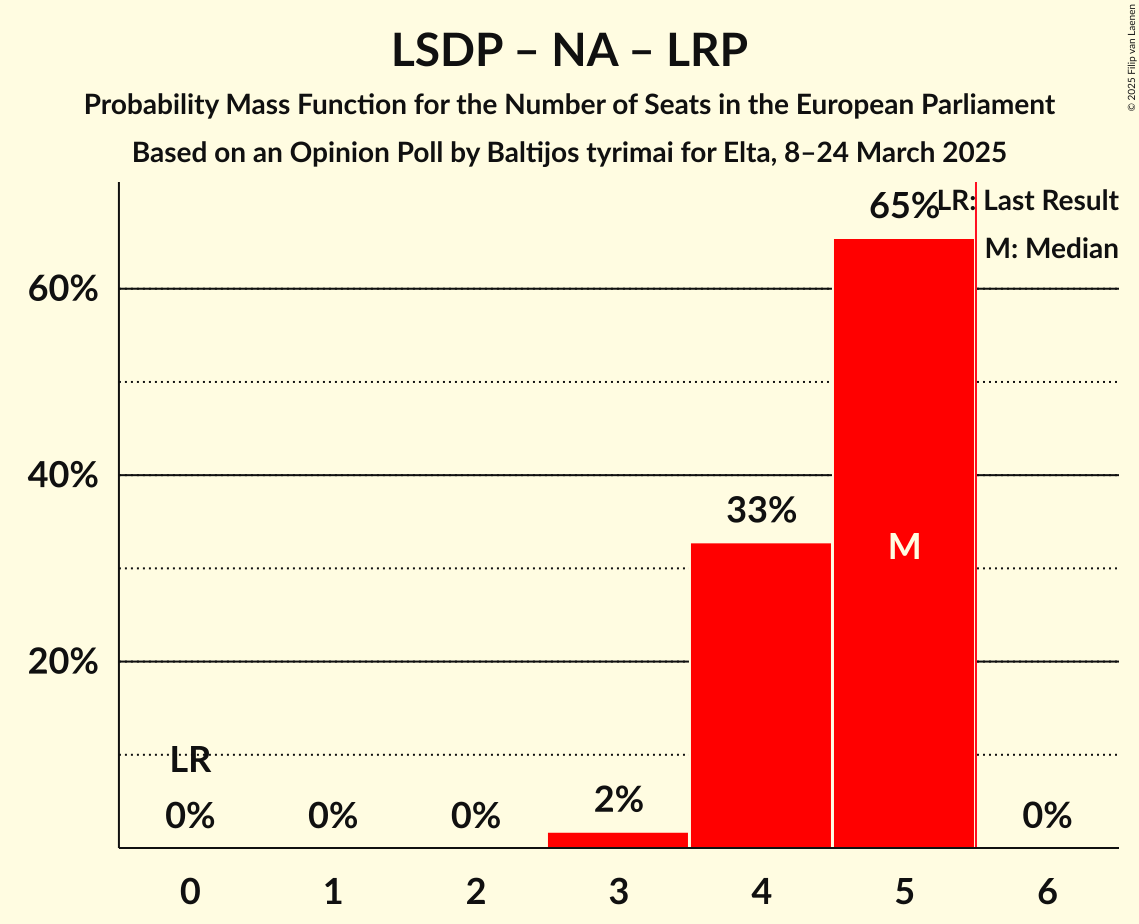 LSDP – NA – LRP
Probability Mass Function for the Number of Seats in the European Parliament
Based on an Opinion Poll by Baltijos tyrimai for Elta, 8–24 March 2025
© 2025 Filip van Laenen
LR: Last Result
M: Median
65%
60%
40%
33%
M
20%
LR
0%
0%
0%
2%
0%
0
1
2
3
4
5
6